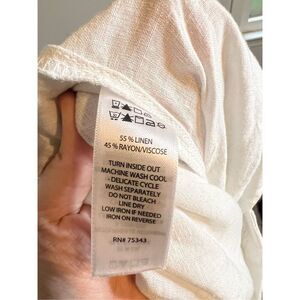 55 % LINEN
45 % RAYON/VISCOSE
TURN INSIDE OUT
MACHINE WASH COOL
- DELICATE CYCLE
WASH SEPARATELY
DO NOT BLEACH
LINE DRY
LOW IRON IF NEEDED
IRON ON REVERSE
RN# 75343